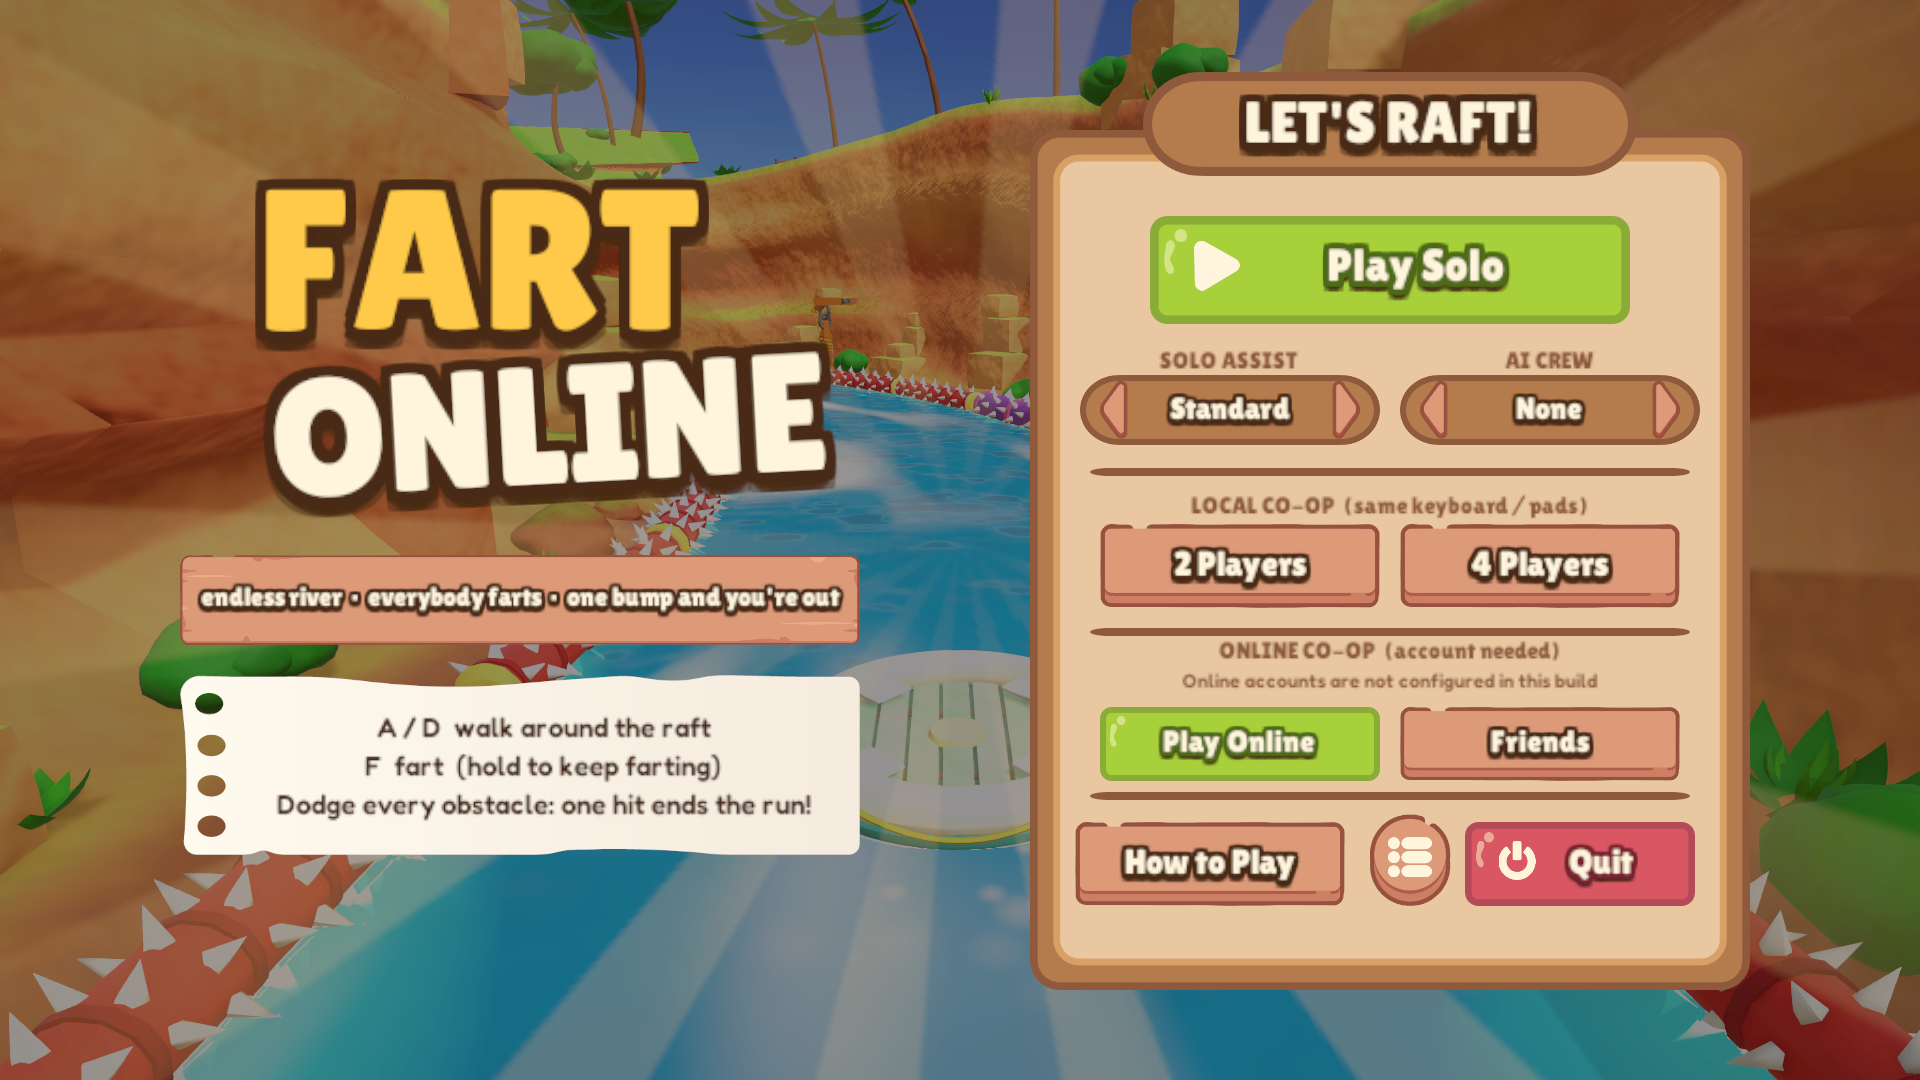 FART
ONLINE
endless river • everybody farts • one bump and you're out
A / D walk around the raft
F fart (hold to keep farting)
Dodge every obstacle: one hit ends the run!
LET'S RAFT!
Play Solo
SOLO ASSIST
AI CREW
Standard
None
LOCAL CO-OP (same keyboard / pads)
2 Players
4 Players
ONLINE CO-OP (account needed)
Online accounts are not configured in this build
Play Online
Friends
How to Play
Quit